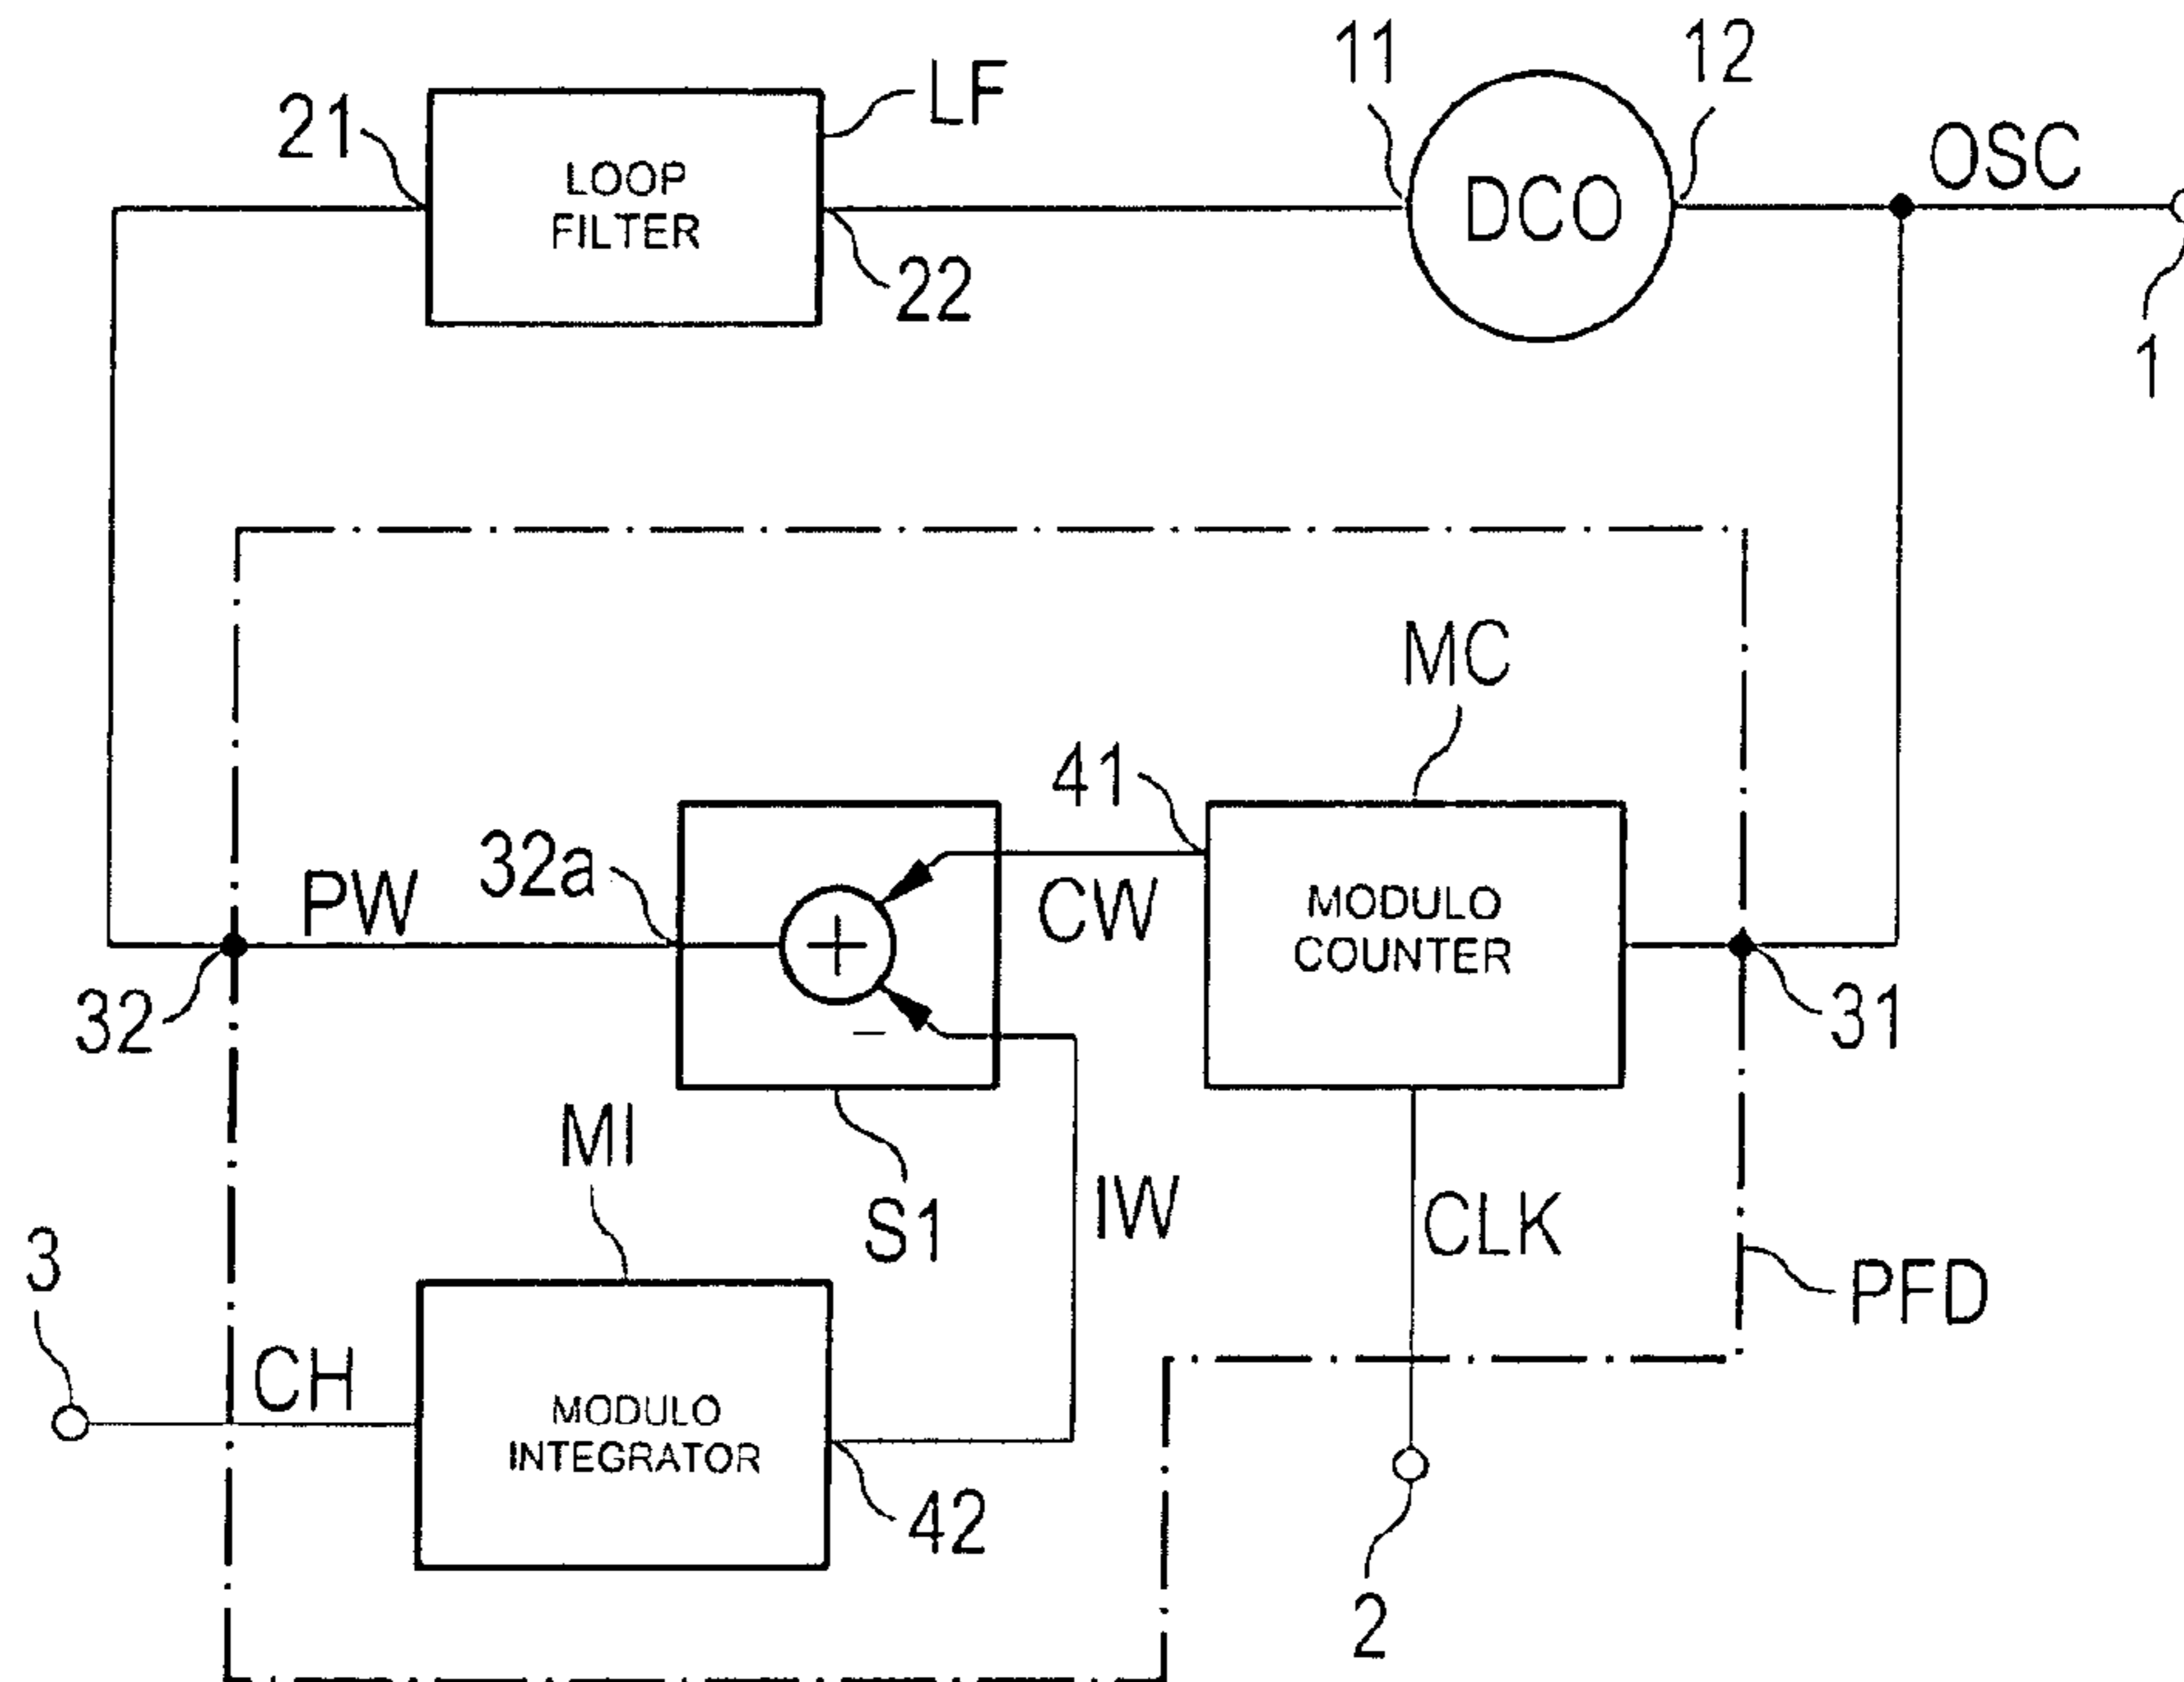 11
12
LF
21
LOOP
FILTER
DCO
OSC
22
1
MC
41
32a
PW
CW
MODULO
COUNTER
+
32
31
–
MI
S1
IW
CLK
3
PFD
CH
MODULO
INTEGRATOR
42
2